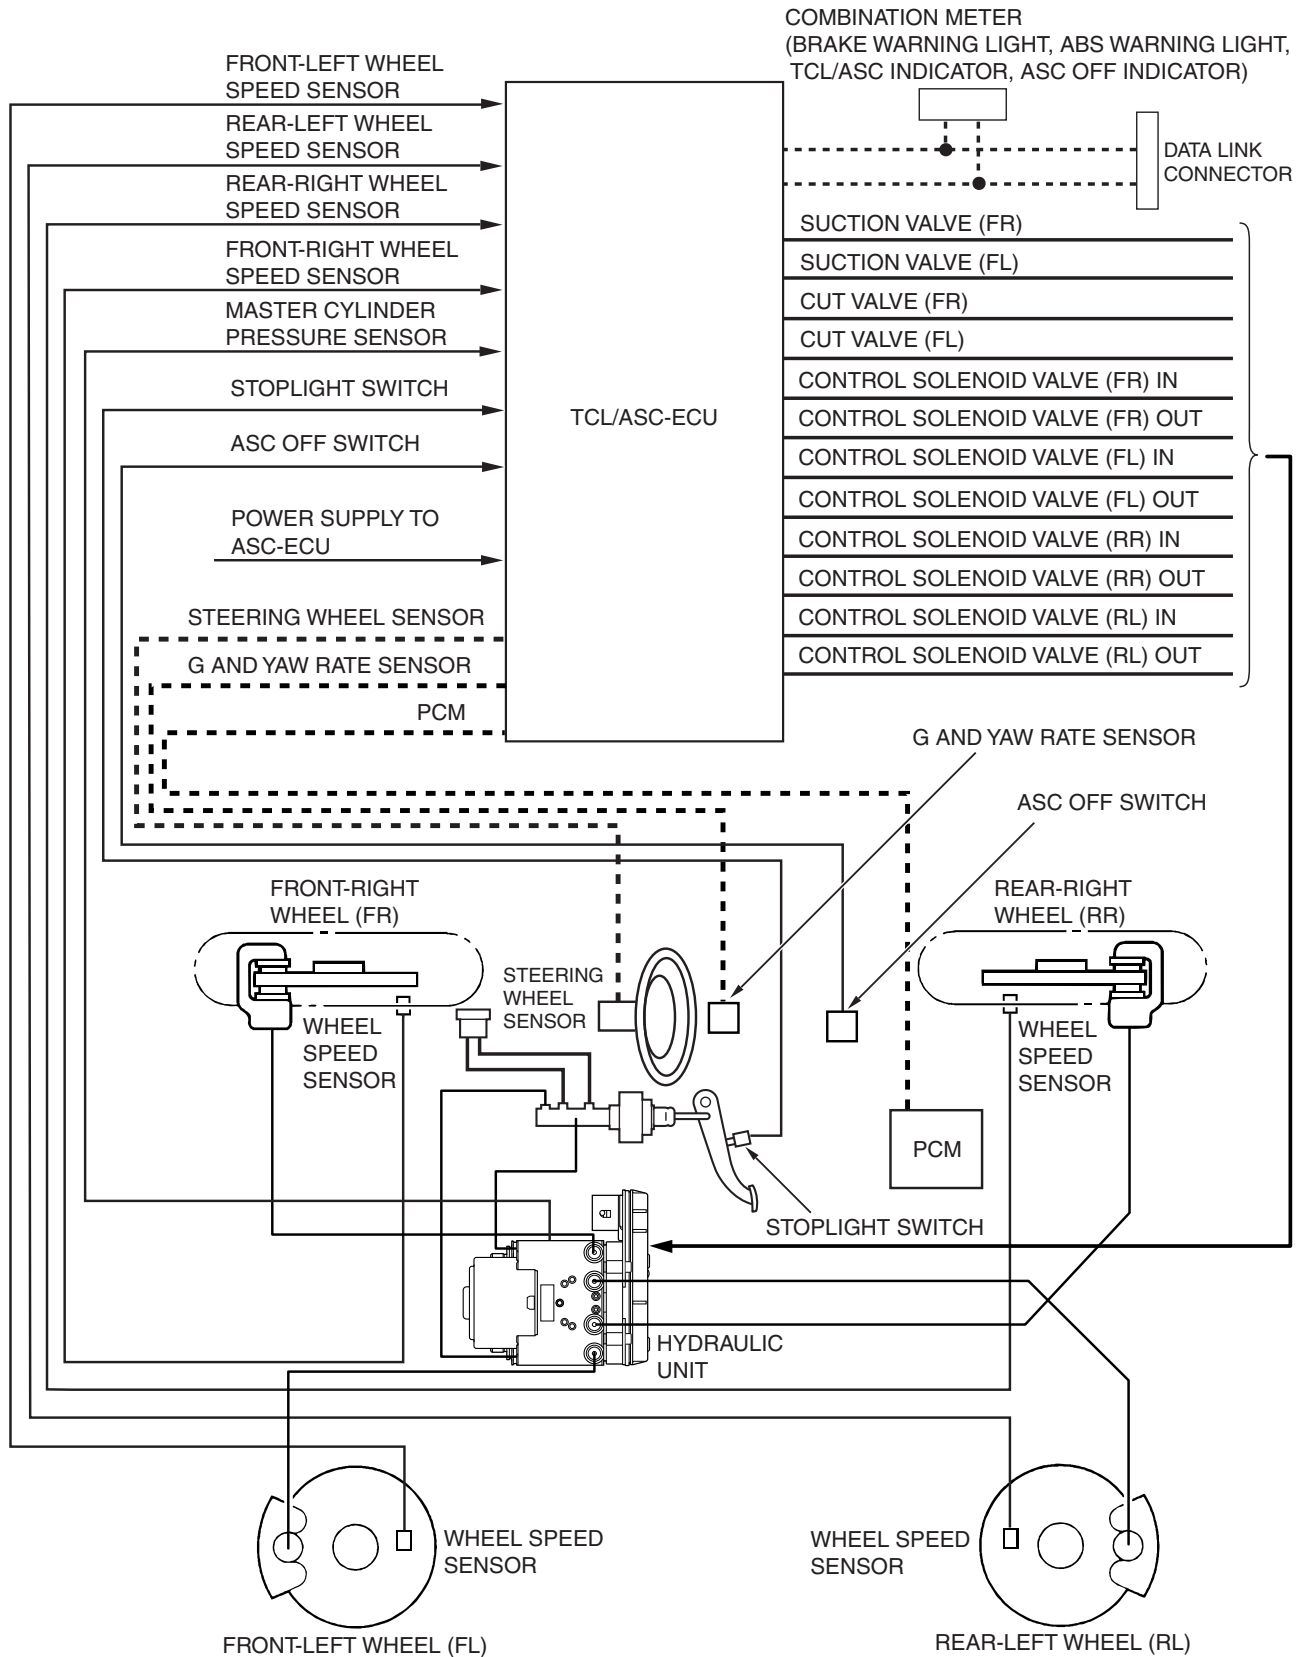 COMBINATION METER
(BRAKE WARNING LIGHT, ABS WARNING LIGHT,
TCL/ASC INDICATOR, ASC OFF INDICATOR)
FRONT-LEFT WHEEL
SPEED SENSOR
REAR-LEFT WHEEL
SPEED SENSOR
REAR-RIGHT WHEEL
SPEED SENSOR
FRONT-RIGHT WHEEL
SPEED SENSOR
MASTER CYLINDER
PRESSURE SENSOR
STOPLIGHT SWITCH
ASC OFF SWITCH
POWER SUPPLY TO
ASC-ECU
STEERING WHEEL SENSOR
G AND YAW RATE SENSOR
PCM
TCL/ASC-ECU
DATA LINK
CONNECTOR
SUCTION VALVE (FR)
SUCTION VALVE (FL)
CUT VALVE (FR)
CUT VALVE (FL)
CONTROL SOLENOID VALVE (FR) IN
CONTROL SOLENOID VALVE (FR) OUT
CONTROL SOLENOID VALVE (FL) IN
CONTROL SOLENOID VALVE (FL) OUT
CONTROL SOLENOID VALVE (RR) IN
CONTROL SOLENOID VALVE (RR) OUT
CONTROL SOLENOID VALVE (RL) IN
CONTROL SOLENOID VALVE (RL) OUT
G AND YAW RATE SENSOR
ASC OFF SWITCH
FRONT-RIGHT
WHEEL (FR)
REAR-RIGHT
WHEEL (RR)
STEERING
WHEEL
SENSOR
WHEEL
SPEED
SENSOR
WHEEL
SPEED
SENSOR
PCM
STOPLIGHT SWITCH
HYDRAULIC
UNIT
WHEEL SPEED
SENSOR
WHEEL SPEED
SENSOR
FRONT-LEFT WHEEL (FL)
REAR-LEFT WHEEL (RL)